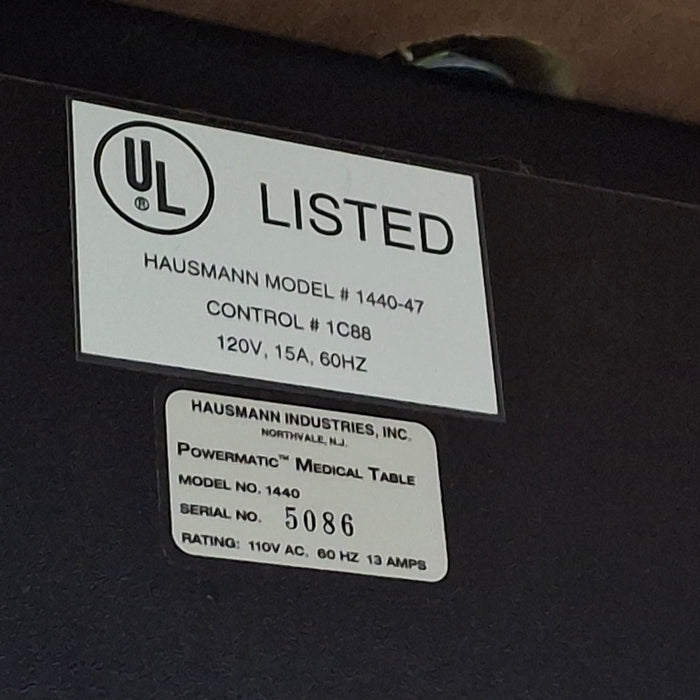 UL
®
LISTED
HAUSMANN MODEL # 1440-47
CONTROL # 1C88
120V, 15A, 60HZ
HAUSMANN INDUSTRIES, INC.
NORTHVALE, N.J.
POWERMATIC™ MEDICAL TABLE
MODEL NO. 1440
SERIAL NO. 5086
RATING: 110V AC, 60 HZ 13 AMPS